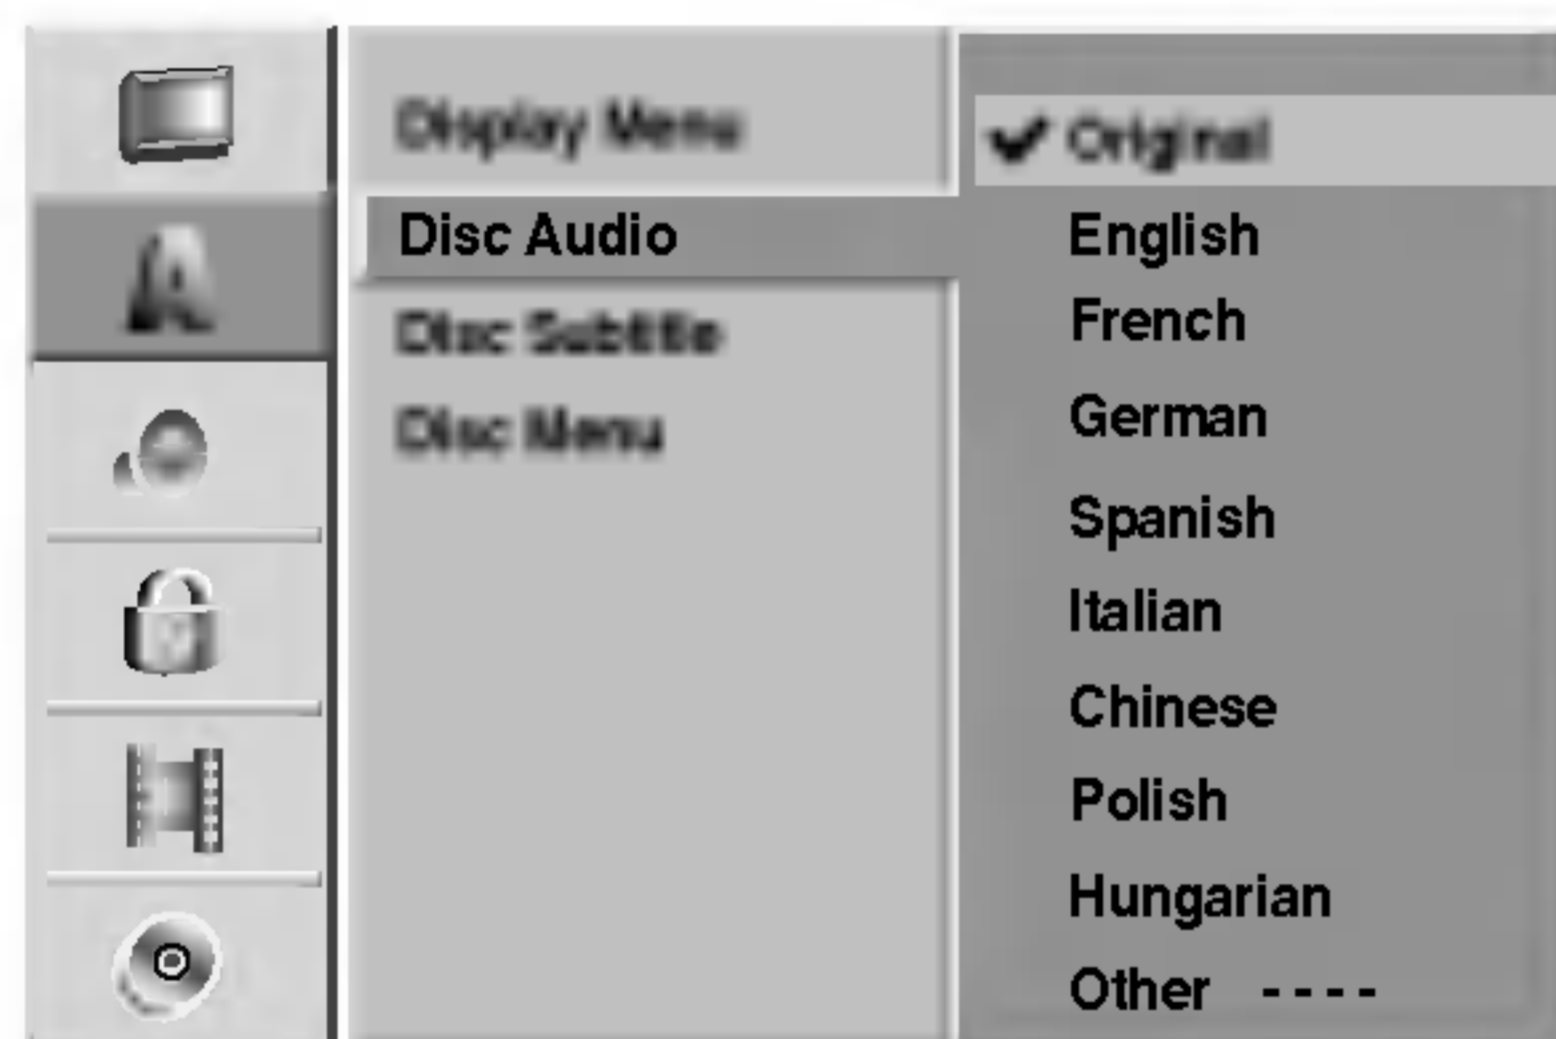 Display Menu
Disc Audio
Disc Subtitle
Disc Menu
Original
English
French
German
Spanish
Italian
Chinese
Polish
Hungarian
Other - - - -